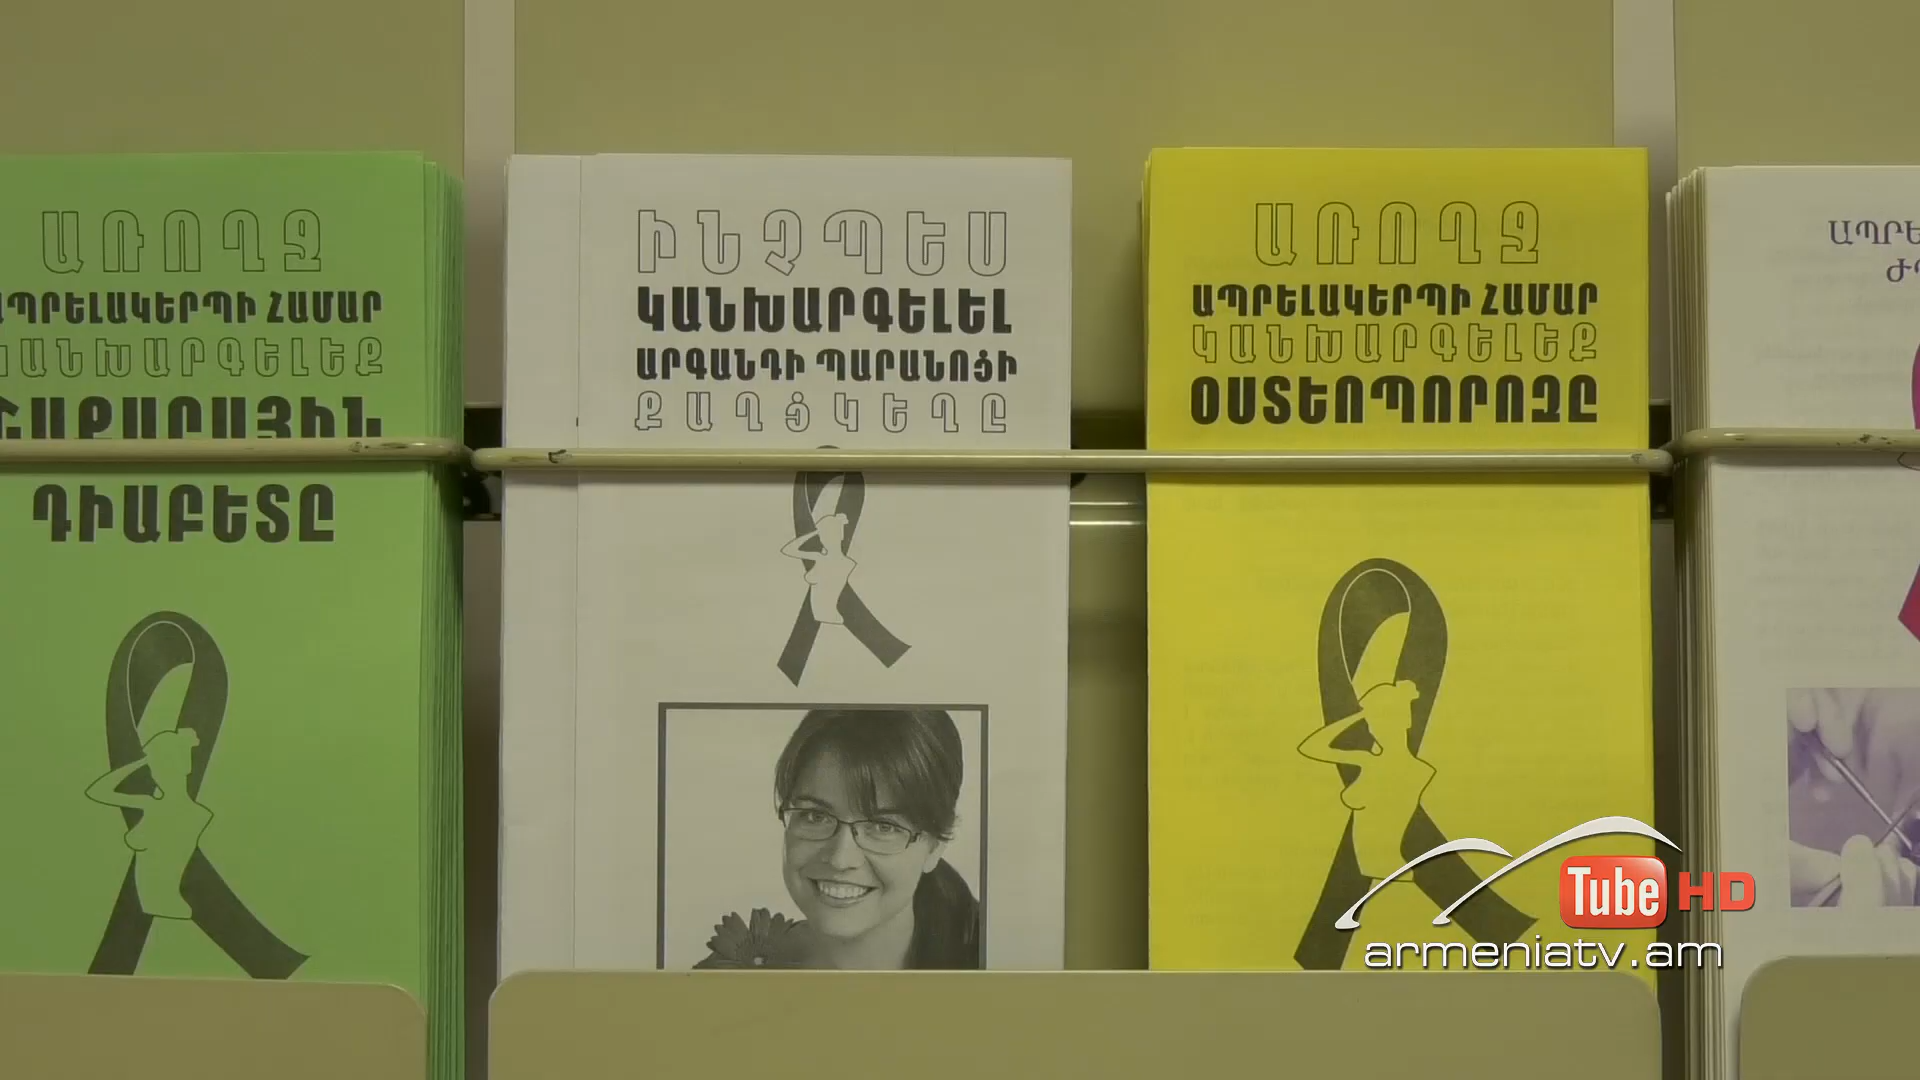 ԱՌՈՂՋ
ԱՊՐԵԼԱԿԵՐՊԻ ՀԱՄԱՐ
ԿԱՆԽԱՐԳԵԼԵՔ
ՇԱՔԱՐԱՅԻՆ
ԴԻԱԲԵՏԸ
ԻՆՉՊԵՍ
ԿԱՆԽԱՐԳԵԼԵԼ
ԱՐԳԱՆԴԻ ՊԱՐԱՆՈՑԻ
ՔԱՂՑԿԵՂԸ
ԱՌՈՂՋ
ԱՊՐԵԼԱԿԵՐՊԻ ՀԱՄԱՐ
ԿԱՆԽԱՐԳԵԼԵՔ
ՕՍՏԵՈՊՈՐՈԶԸ
Tube HD
armeniatv.am